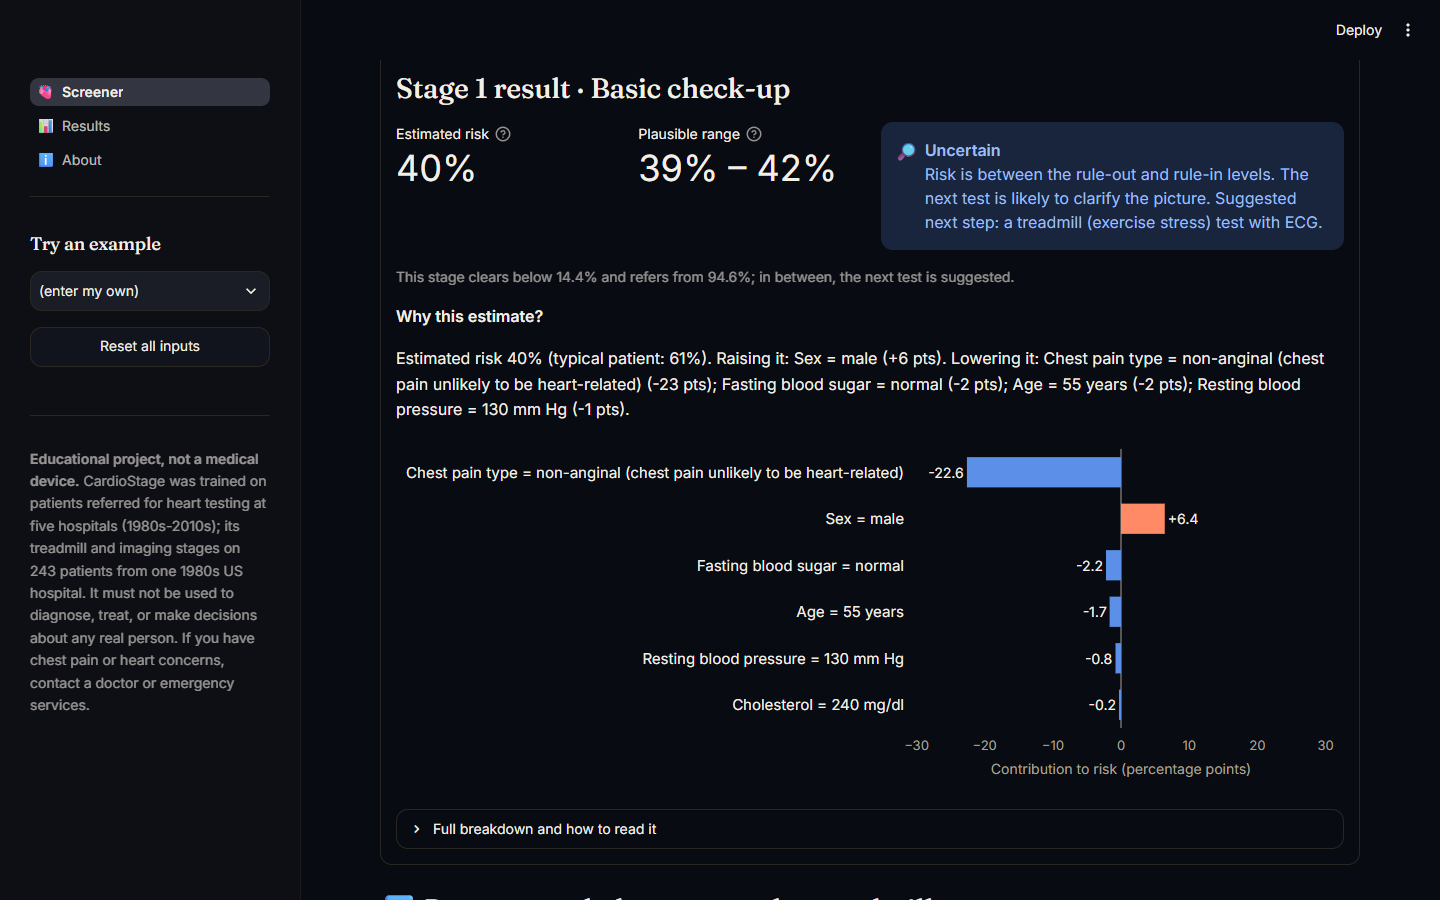 Deploy
Screener
Results
About
Try an example
(enter my own)
Reset all inputs
Educational project, not a medical
device. CardioStage was trained on
patients referred for heart testing at
five hospitals (1980s-2010s); its
treadmill and imaging stages on
243 patients from one 1980s US
hospital. It must not be used to
diagnose, treat, or make decisions
about any real person. If you have
chest pain or heart concerns,
contact a doctor or emergency
services.
Stage 1 result · Basic check-up
Estimated risk
40%
Plausible range
39% – 42%
Uncertain
Risk is between the rule-out and rule-in levels. The
next test is likely to clarify the picture. Suggested
next step: a treadmill (exercise stress) test with ECG.
This stage clears below 14.4% and refers from 94.6%; in between, the next test is suggested.
Why this estimate?
Estimated risk 40% (typical patient: 61%). Raising it: Sex = male (+6 pts). Lowering it: Chest pain type = non-anginal (chest
pain unlikely to be heart-related) (-23 pts); Fasting blood sugar = normal (-2 pts); Age = 55 years (-2 pts); Resting blood
pressure = 130 mm Hg (-1 pts).
Chest pain type = non-anginal (chest pain unlikely to be heart-related) -22.6
Sex = male +6.4
Fasting blood sugar = normal -2.2
Age = 55 years -1.7
Resting blood pressure = 130 mm Hg -0.8
Cholesterol = 240 mg/dl -0.2
−30 −20 −10 0 10 20 30
Contribution to risk (percentage points)
Full breakdown and how to read it